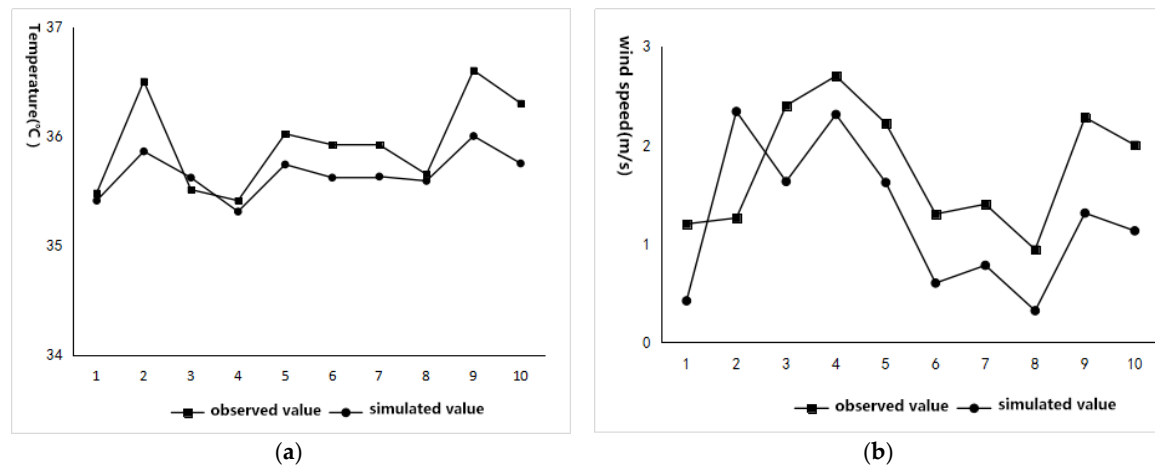 Temperature(℃)
37
36
35
34
1 2 3 4 5 6 7 8 9 10
observed value simulated value
(a)
wind speed(m/s)
3
2
1
0
1 2 3 4 5 6 7 8 9 10
observed value simulated value
(b)